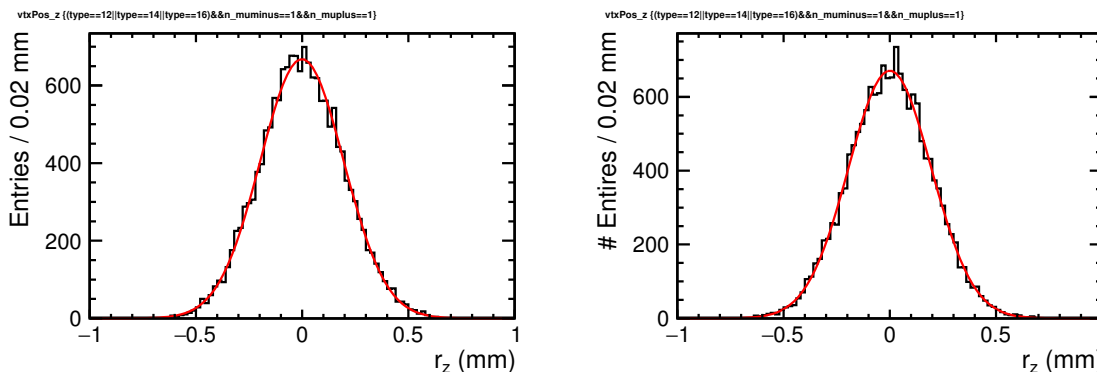 vtxPos_z {(type==12||type==14||type==16)&&n_muminus==1&&n_muplus==1}
Entries / 0.02 mm
600
400
200
0
−1
−0.5
0
0.5
1
r_z (mm)
vtxPos_z {(type==12||type==14||type==16)&&n_muminus==1&&n_muplus==1}
# Entires / 0.02 mm
600
400
200
0
−1
−0.5
0
0.5
r_z (mm)